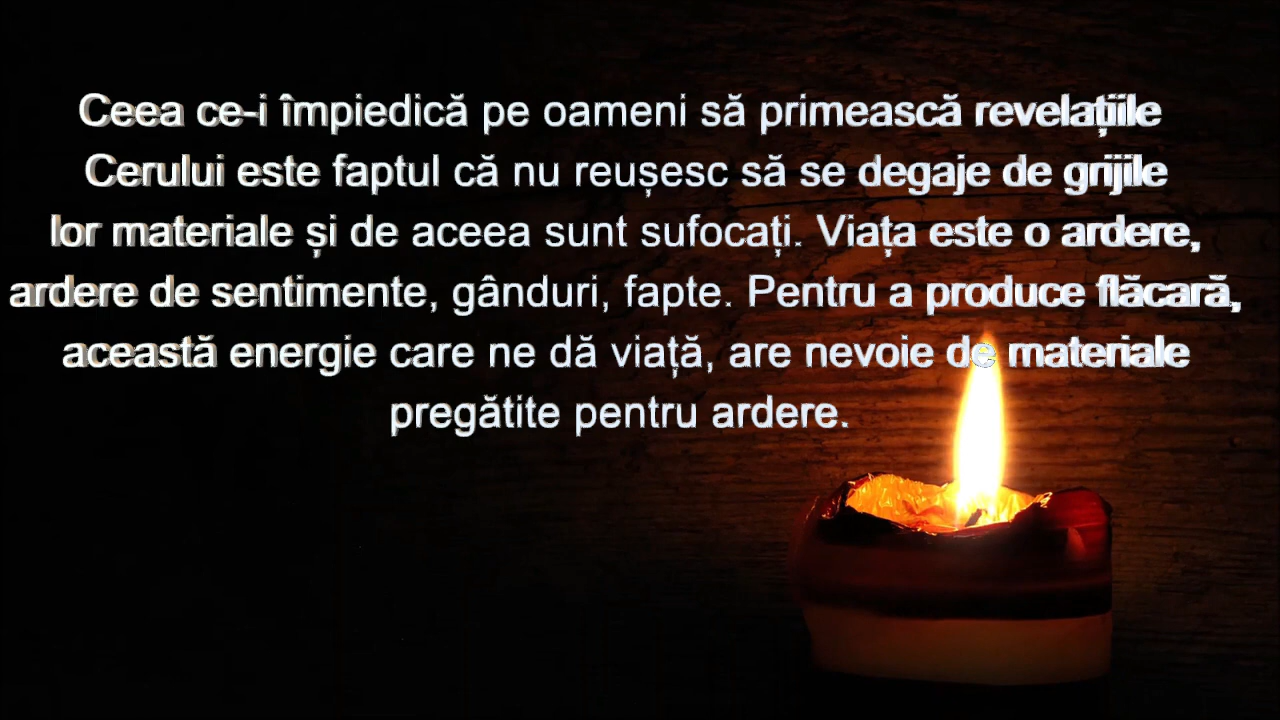 Ceea ce-i împiedică pe oameni să primească revelațiile
Cerului este faptul că nu reușesc să se degaje de grijile
lor materiale și de aceea sunt sufocați. Viața este o ardere,
ardere de sentimente, gânduri, fapte. Pentru a produce flăcară,
această energie care ne dă viață, are nevoie de materiale
pregătite pentru ardere.